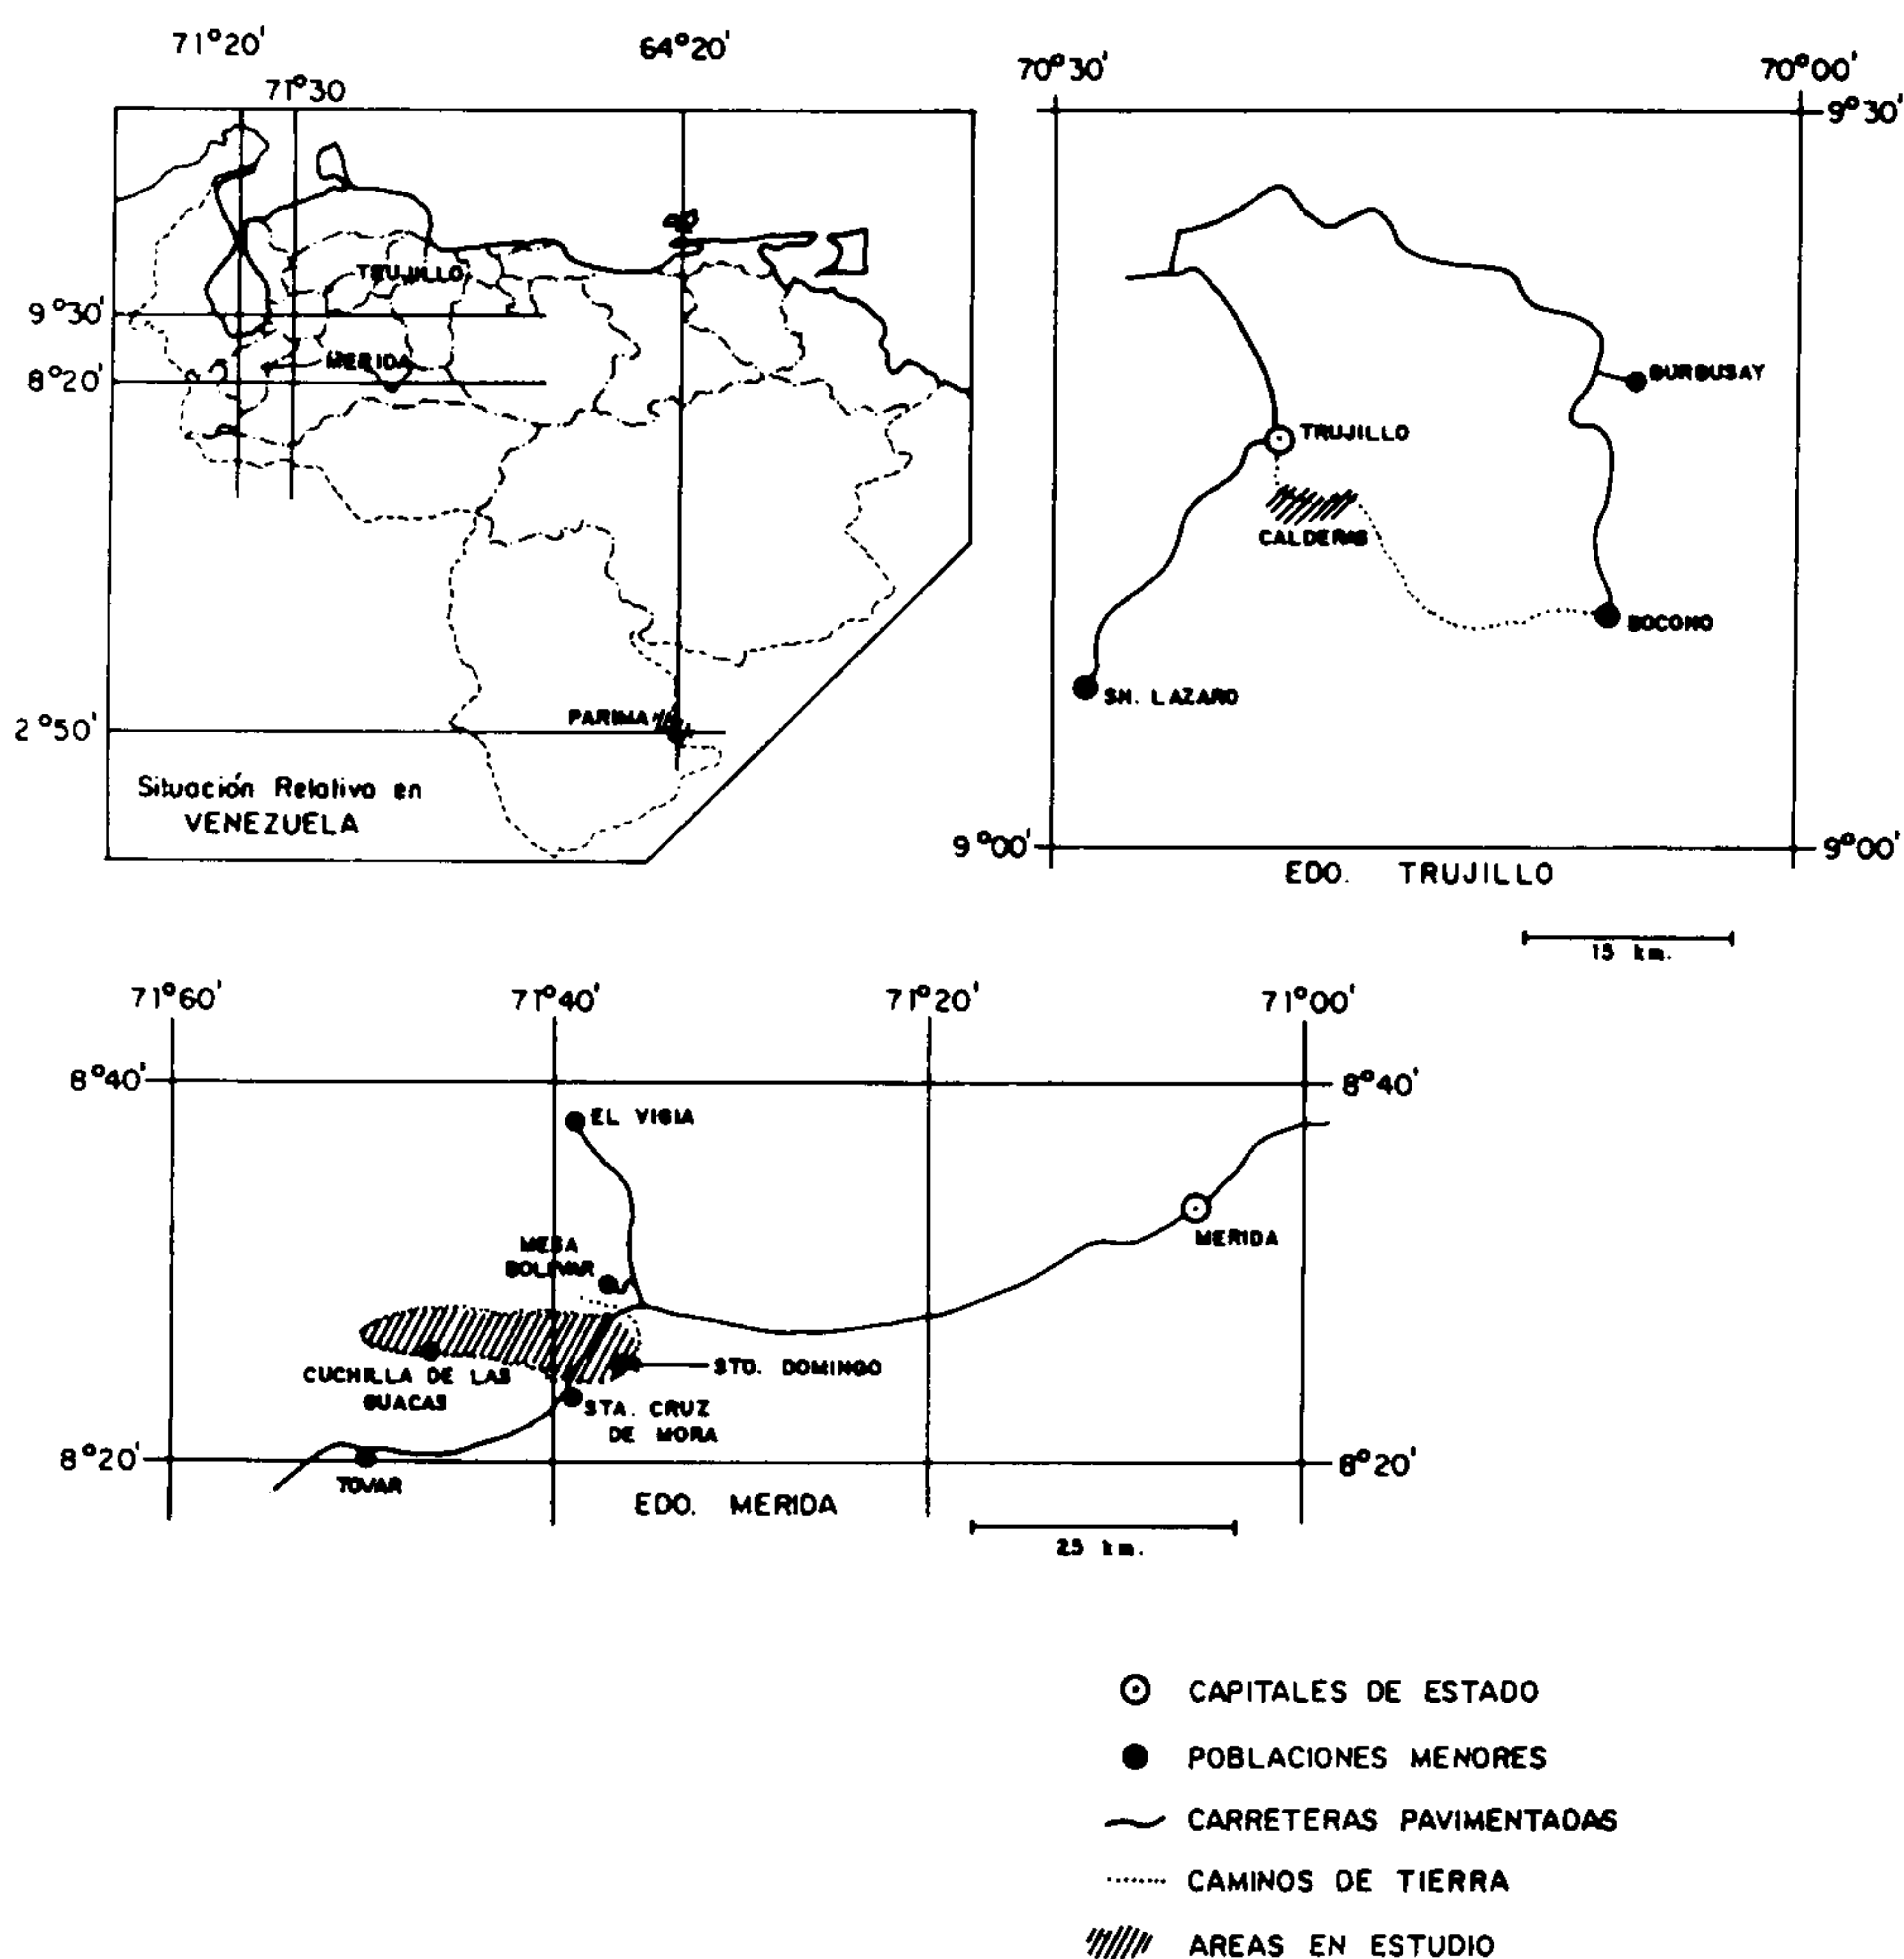 71°20'
64°20'
71°30
TRUJILLO
9°30'
MERIDA
8°20'
PARIMA
2°50'
Situación Relativa en
VENEZUELA
70°30'
70°00'
9°30'
BURBUSAY
TRUJILLO
CALDERAS
BOCONO
SN. LAZARO
9°00'
9°00'
EDO. TRUJILLO
15 km.
71°60'
71°40'
71°20'
71°00'
8°40'
8°40'
EL VIGIA
MERIDA
MESA
BOLIVAR
STO. DOMINGO
CUCHILLA DE LAS
GUACAS
STA. CRUZ
DE MORA
8°20'
8°20'
TOVAR
EDO. MERIDA
25 km.
CAPITALES DE ESTADO
POBLACIONES MENORES
CARRETERAS PAVIMENTADAS
CAMINOS DE TIERRA
AREAS EN ESTUDIO